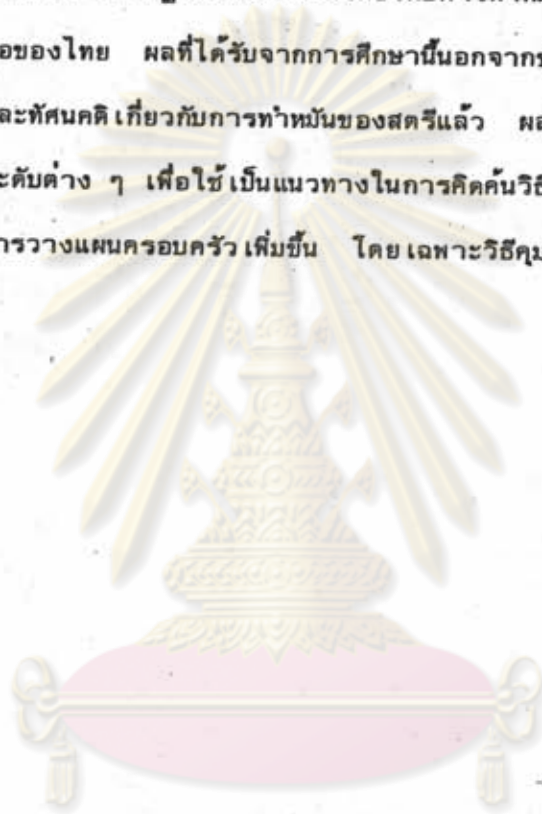 อของไทย ผลที่ได้รับจากการศึกษานี้นอกจาก
ละทัศนคติเกี่ยวกับการทำหมันของสตรีแล้ว ผล
ะดับต่าง ๆ เพื่อใช้เป็นแนวทางในการคิดค้นวิธี
ารวางแผนครอบครัวเพิ่มขึ้น โดยเฉพาะวิธีคุม